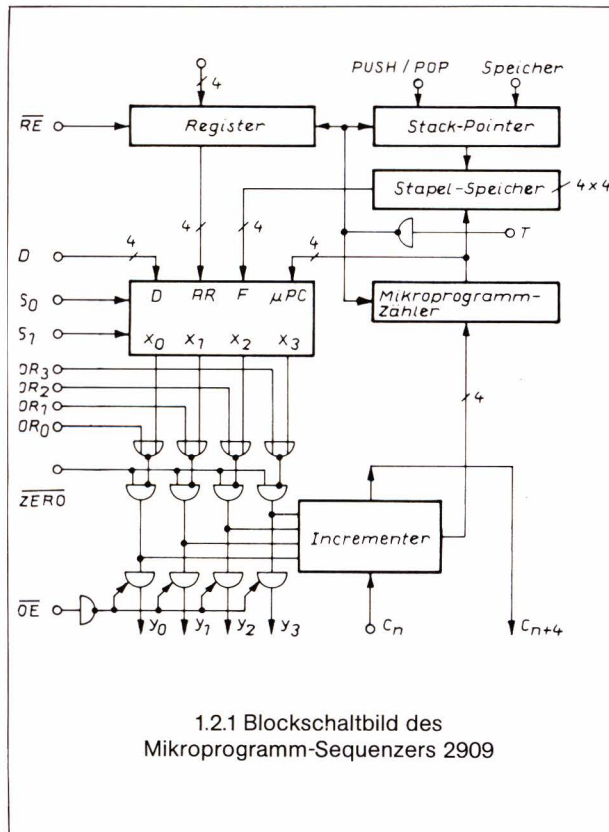 4
PUSH / POP Speicher
RE Register Stack-Pointer
Stapel-Speicher 4×4
4 4 T
D 4 4
D AR F µPC
S0
S1
X0 X1 X2 X3
Mikroprogramm-
Zähler
OR3
OR2
OR1
OR0
4
ZERO
Incrementer
OE
y0 y1 y2 y3 Cn Cn+4
1.2.1 Blockschaltbild des
Mikroprogramm-Sequenzers 2909